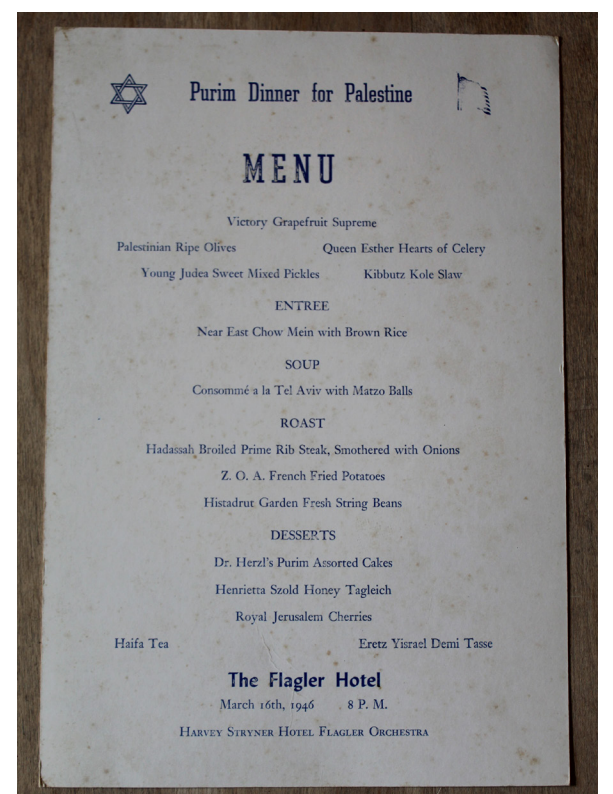 Purim Dinner for Palestine
MENU
Victory Grapefruit Supreme
Palestinian Ripe Olives Queen Esther Hearts of Celery
Young Judea Sweet Mixed Pickles Kibbutz Kole Slaw
ENTREE
Near East Chow Mein with Brown Rice
SOUP
Consommé a la Tel Aviv with Matzo Balls
ROAST
Hadassah Broiled Prime Rib Steak, Smothered with Onions
Z. O. A. French Fried Potatoes
Histadrut Garden Fresh String Beans
DESSERTS
Dr. Herzl's Purim Assorted Cakes
Henrietta Szold Honey Tagleich
Royal Jerusalem Cherries
Haifa Tea Eretz Yisrael Demi Tasse
The Flagler Hotel
March 16th, 1946 8 P. M.
HARVEY STRYNER HOTEL FLAGLER ORCHESTRA